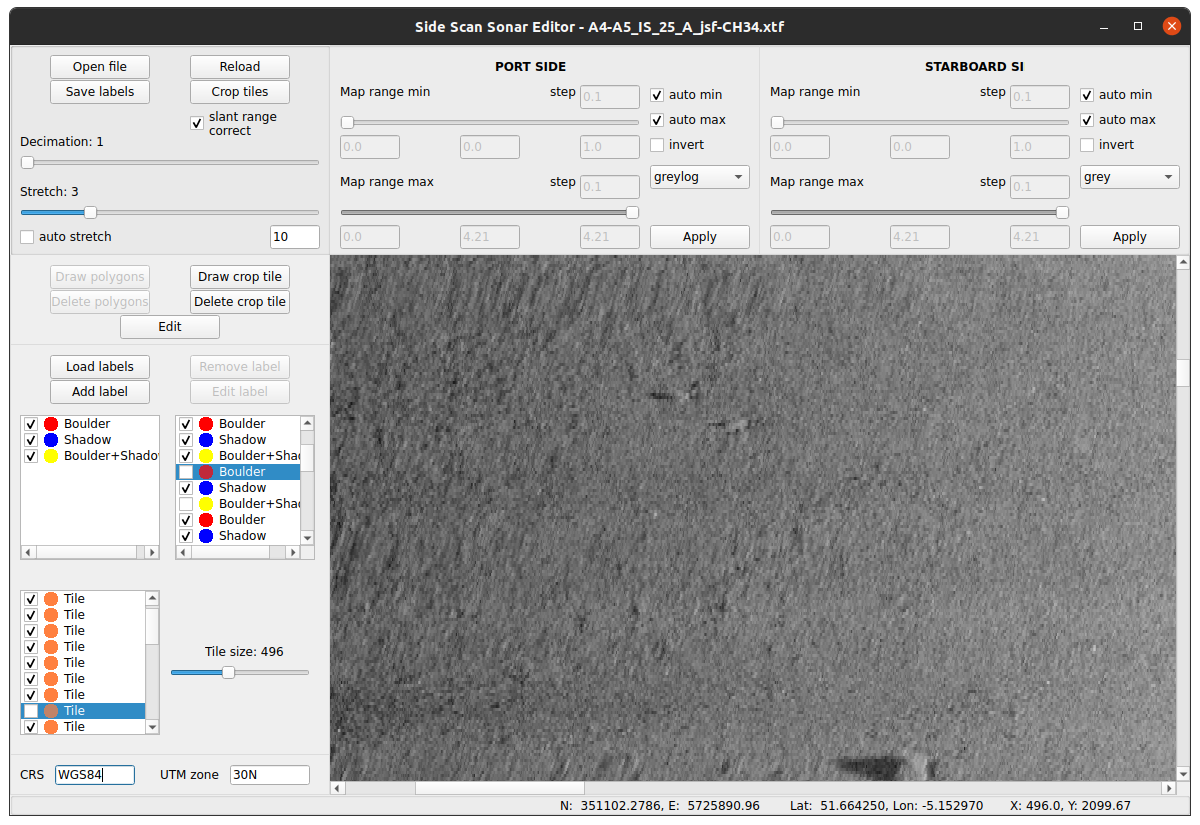 Side Scan Sonar Editor - A4-A5_IS_25_A_jsf-CH34.xtf
Open file
Reload
Save labels
Crop tiles
slant range
correct
Decimation: 1
Stretch: 3
auto stretch
10
PORT SIDE
Map range min
step
0.1
auto min
auto max
0.0
0.0
1.0
invert
Map range max
step
0.1
greylog
0.0
4.21
4.21
Apply
STARBOARD SI
Map range min
step
0.1
auto min
auto max
0.0
0.0
1.0
invert
Map range max
step
0.1
grey
0.0
4.21
4.21
Apply
Draw polygons
Draw crop tile
Delete polygons
Delete crop tile
Edit
Load labels
Remove label
Add label
Edit label
Boulder
Shadow
Boulder+Shado
Boulder
Shadow
Boulder+Sha
Boulder
Shadow
Boulder+Sha
Boulder
Shadow
Tile
Tile
Tile
Tile
Tile
Tile
Tile
Tile
Tile
Tile size: 496
CRS
WGS84
UTM zone
30N
N: 351102.2786, E: 5725890.96
Lat: 51.664250, Lon: -5.152970
X: 496.0, Y: 2099.67